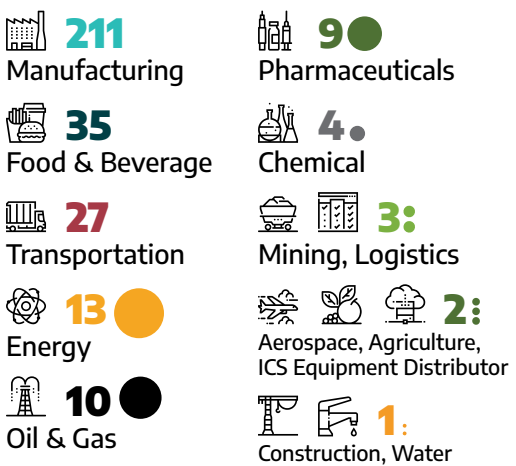 211
Manufacturing
35
Food & Beverage
27
Transportation
13
Energy
10
Oil & Gas
9
Pharmaceuticals
4
Chemical
3
Mining, Logistics
2
Aerospace, Agriculture,
ICS Equipment Distributor
1
Construction, Water